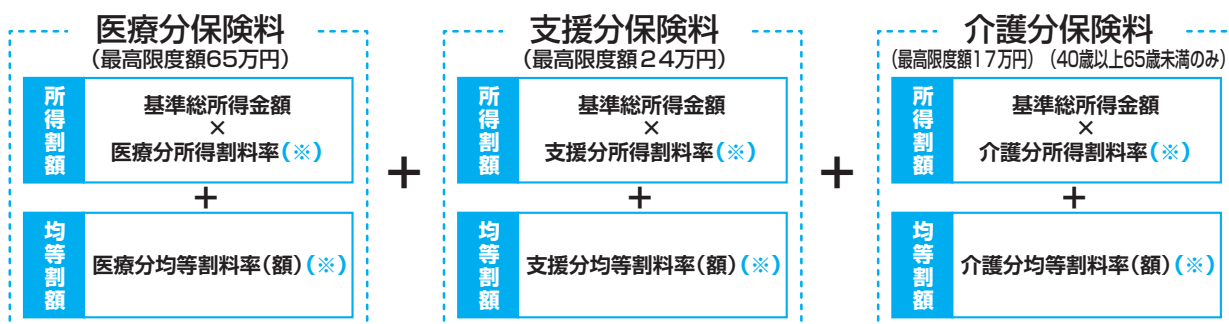 医療分保険料
(最高限度額65万円)
所得割額
基準総所得金額
×
医療分所得割料率(※)
+
均等割額
医療分均等割料率(額)(※)
+
支援分保険料
(最高限度額24万円)
所得割額
基準総所得金額
×
支援分所得割料率(※)
+
均等割額
支援分均等割料率(額)(※)
+
介護分保険料
(最高限度額17万円)(40歳以上65歳未満のみ)
所得割額
基準総所得金額
×
介護分所得割料率(※)
+
均等割額
介護分均等割料率(額)(※)